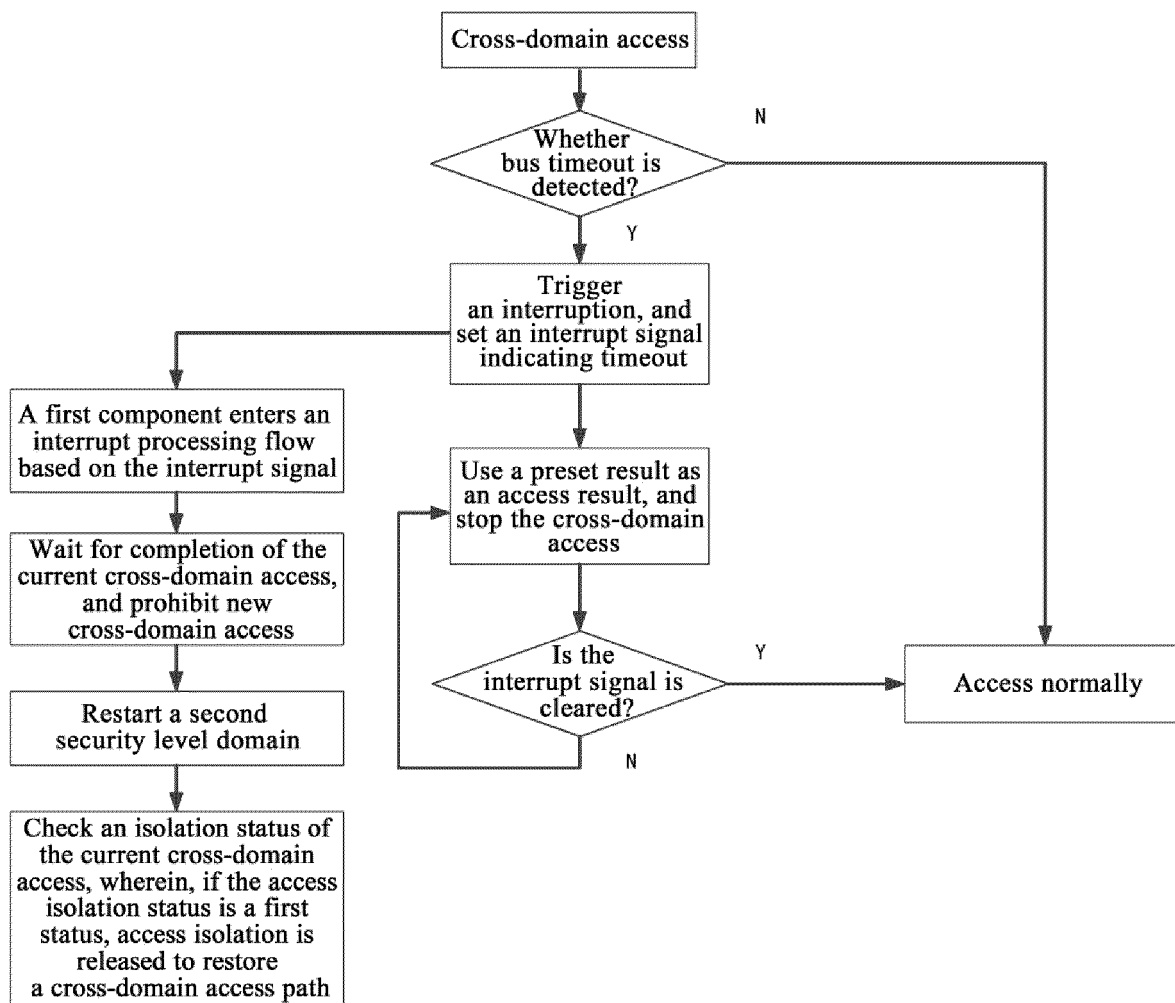 Cross-domain access
Whether
bus timeout is
detected?
N
Y
Trigger
an interruption, and
set an interrupt signal
indicating timeout
A first component enters an
interrupt processing flow
based on the interrupt signal
Wait for completion of the
current cross-domain access,
and prohibit new
cross-domain access
Restart a second
security level domain
Check an isolation status of
the current cross-domain
access, wherein, if the access
isolation status is a first
status, access isolation is
released to restore
a cross-domain access path
Use a preset result as
an access result, and
stop the cross-domain
access
Is the
interrupt signal is
cleared?
Y
N
Access normally